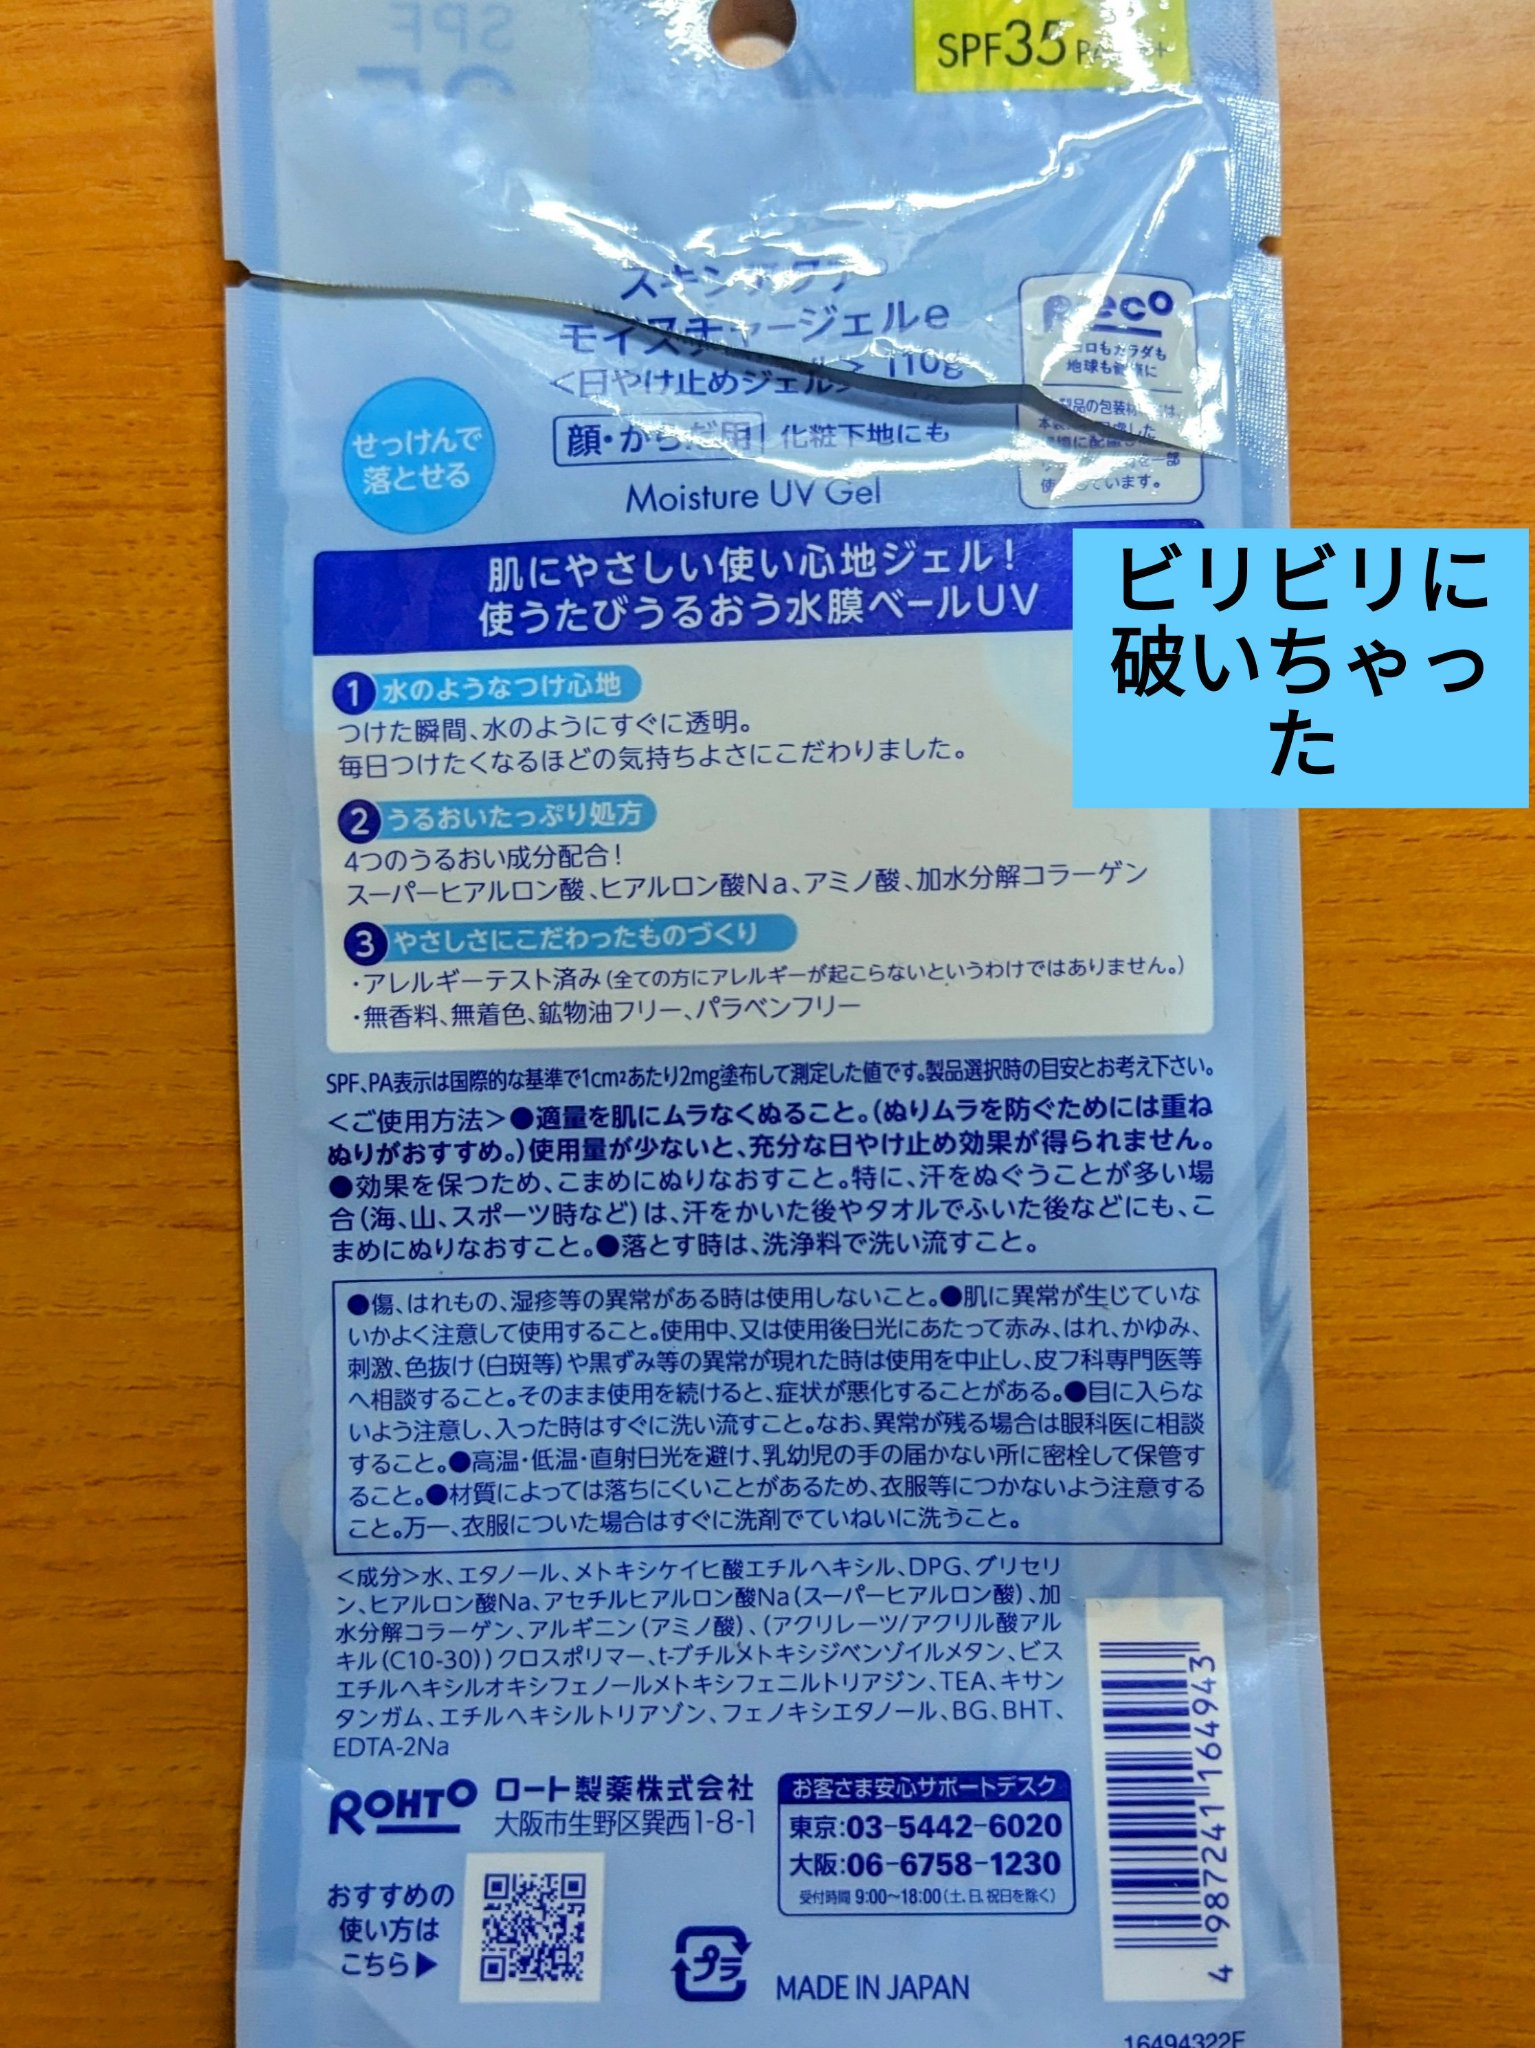 SPF35
スキンアクア
モイスチャージェルe
<日やけ止めジェル> 110g
顔・からだ用 化粧下地にも
Moisture UV Gel
せっけんで
落とせる
ビリビリに
破いちゃっ
た
肌にやさしい使い心地ジェル!
使うたびうるおう水膜ベールUV
1 水のようなつけ心地
つけた瞬間、水のようにすぐに透明。
毎日つけたくなるほどの気持ちよさにこだわりました。
2 うるおいたっぷり処方
4つのうるおい成分配合!
スーパーヒアルロン酸、ヒアルロン酸Na、アミノ酸、加水分解コラーゲン
3 やさしさにこだわったものづくり
・アレルギーテスト済み(全ての方にアレルギーが起こらないというわけではありません。)
・無香料、無着色、鉱物油フリー、パラベンフリー
SPF、PA表示は国際的な基準で1cm²あたり2mg塗布して測定した値です。製品選択時の目安とお考え下さい。
<ご使用方法>●適量を肌にムラなくぬること。(ぬりムラを防ぐためには重ね
ぬりがおすすめ。)使用量が少ないと、充分な日やけ止め効果が得られません。
●効果を保つため、こまめにぬりなおすこと。特に、汗をぬぐうことが多い場
合(海、山、スポーツ時など)は、汗をかいた後やタオルでふいた後などにも、こ
まめにぬりなおすこと。●落とす時は、洗浄料で洗い流すこと。
●傷、はれもの、湿疹等の異常がある時は使用しないこと。●肌に異常が生じていな
いかよく注意して使用すること。使用中、又は使用後日光にあたって赤み、はれ、かゆみ、
刺激、色抜け(白斑等)や黒ずみ等の異常が現れた時は使用を中止し、皮フ科専門医等
へ相談すること。そのまま使用を続けると、症状が悪化することがある。●目に入らな
いよう注意し、入った時はすぐに洗い流すこと。なお、異常が残る場合は眼科医に相談
すること。●高温・低温・直射日光を避け、乳幼児の手の届かない所に密栓して保管す
ること。●材質によっては落ちにくいことがあるため、衣服等につかないよう注意する
こと。万一、衣服についた場合はすぐに洗剤でていねいに洗うこと。
<成分>水、エタノール、メトキシケイヒ酸エチルヘキシル、DPG、グリセリ
ン、ヒアルロン酸Na、アセチルヒアルロン酸Na(スーパーヒアルロン酸)、加
水分解コラーゲン、アルギニン(アミノ酸)、(アクリレーツ/アクリル酸アル
キル(C10-30))クロスポリマー、t-ブチルメトキシジベンゾイルメタン、ビス
エチルヘキシルオキシフェノールメトキシフェニルトリアジン、TEA、キサン
タンガム、エチルヘキシルトリアゾン、フェノキシエタノール、BG、BHT、
EDTA-2Na
ROHTO ロート製薬株式会社
大阪市生野区巽西1-8-1
お客さま安心サポートデスク
東京:03-5442-6020
大阪:06-6758-1230
受付時間 9:00~18:00(土、日、祝日を除く)
おすすめの
使い方は
こちら▶
プラ
MADE IN JAPAN
4 987241 164943
16494322F